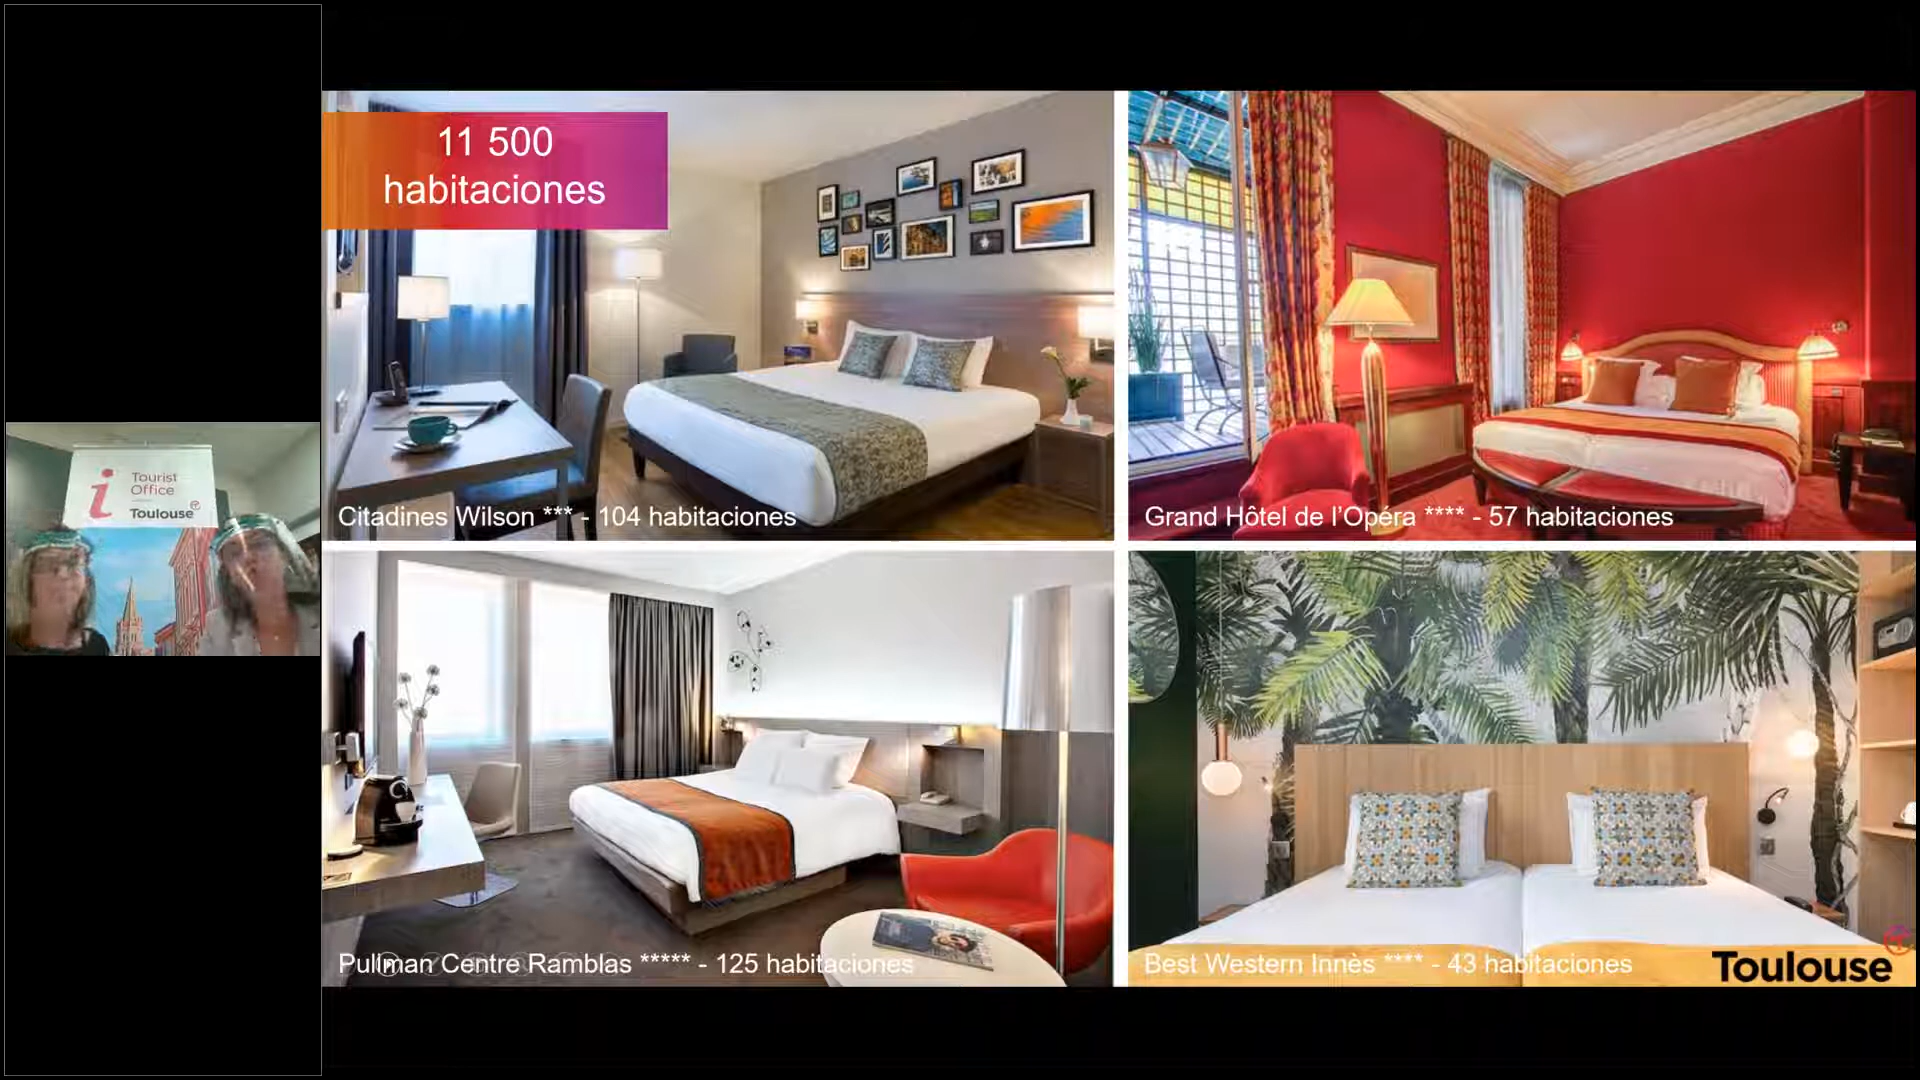 11 500
habitaciones
Citadines Wilson *** - 104 habitaciones
Grand Hôtel de l’Opéra **** - 57 habitaciones
Tourist
Office
Toulouse
Pullman Centre Ramblas ***** - 125 habitaciones
Best Western Innès **** - 43 habitaciones
Toulouse